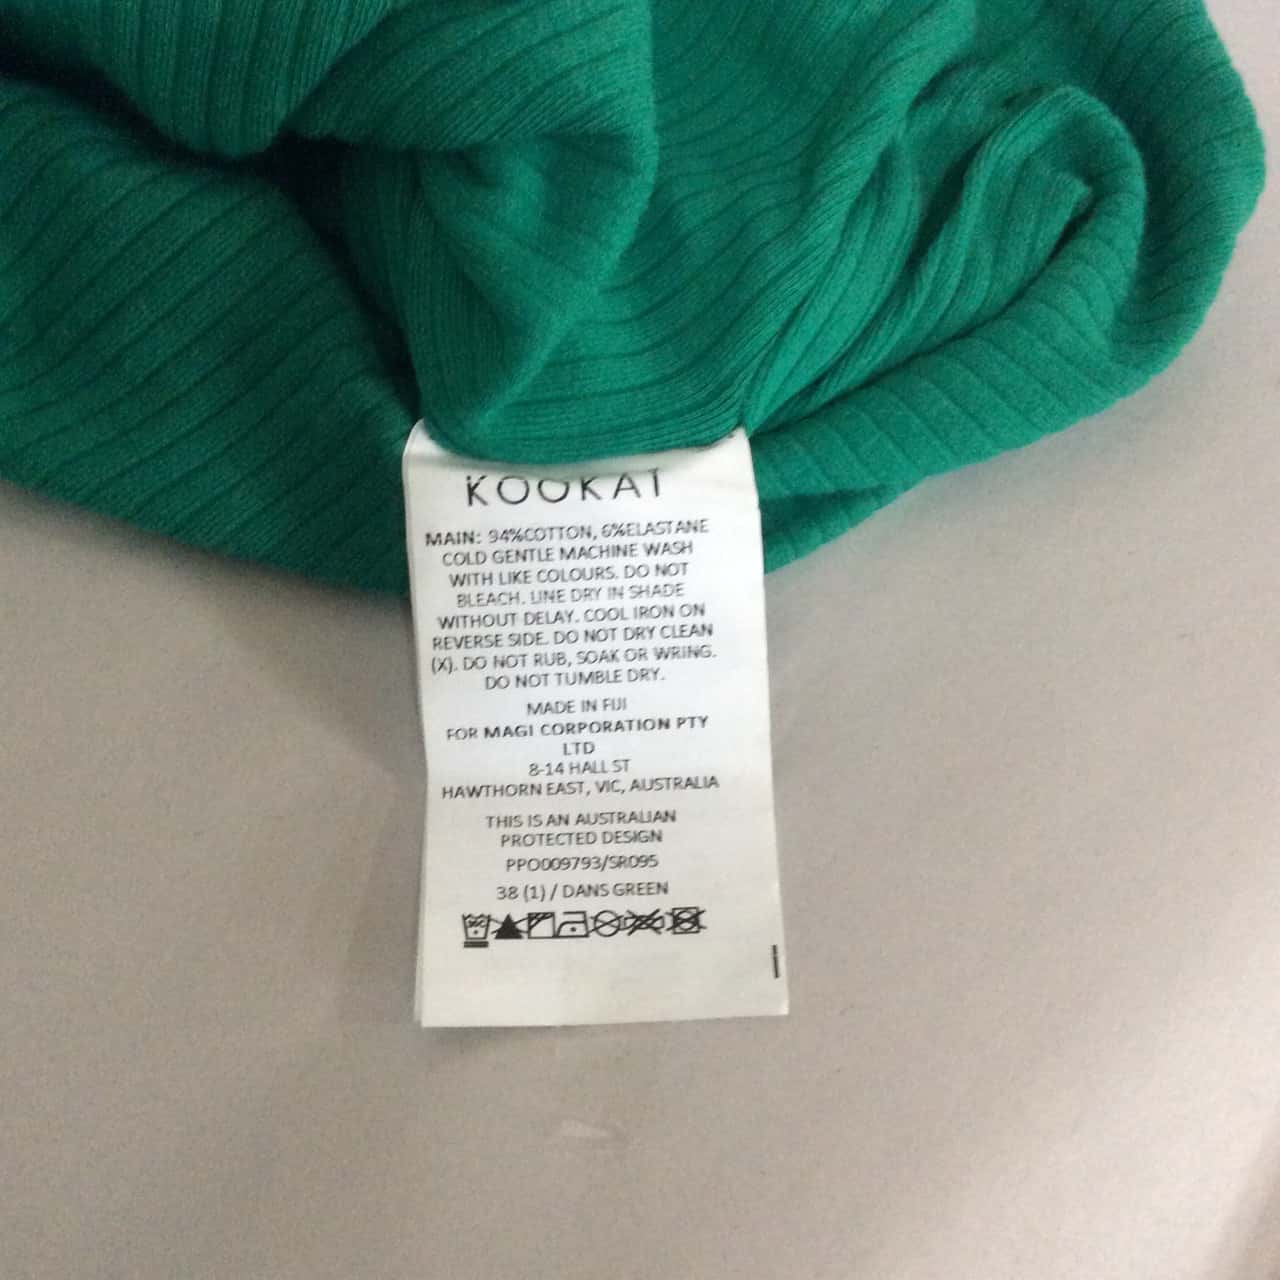 KOOKAI
MAIN: 94%COTTON, 6%ELASTANE
COLD GENTLE MACHINE WASH
WITH LIKE COLOURS. DO NOT
BLEACH. LINE DRY IN SHADE
WITHOUT DELAY. COOL IRON ON
REVERSE SIDE. DO NOT DRY CLEAN
(X). DO NOT RUB, SOAK OR WRING.
DO NOT TUMBLE DRY.
MADE IN FIJI
FOR MAGI CORPORATION PTY
LTD
8-14 HALL ST
HAWTHORN EAST, VIC, AUSTRALIA
THIS IS AN AUSTRALIAN
PROTECTED DESIGN
PPO009793/SR095
38 (1) / DANS GREEN